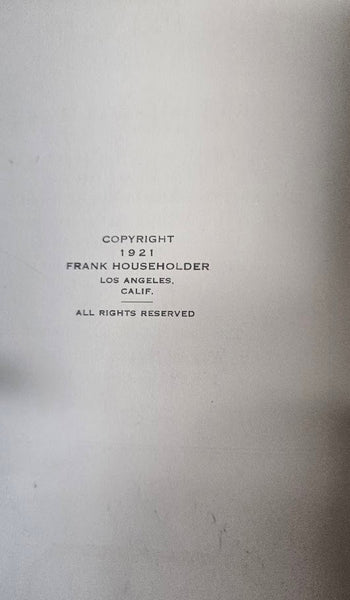 COPYRIGHT
1921
FRANK HOUSEHOLDER
LOS ANGELES,
CALIF.
ALL RIGHTS RESERVED